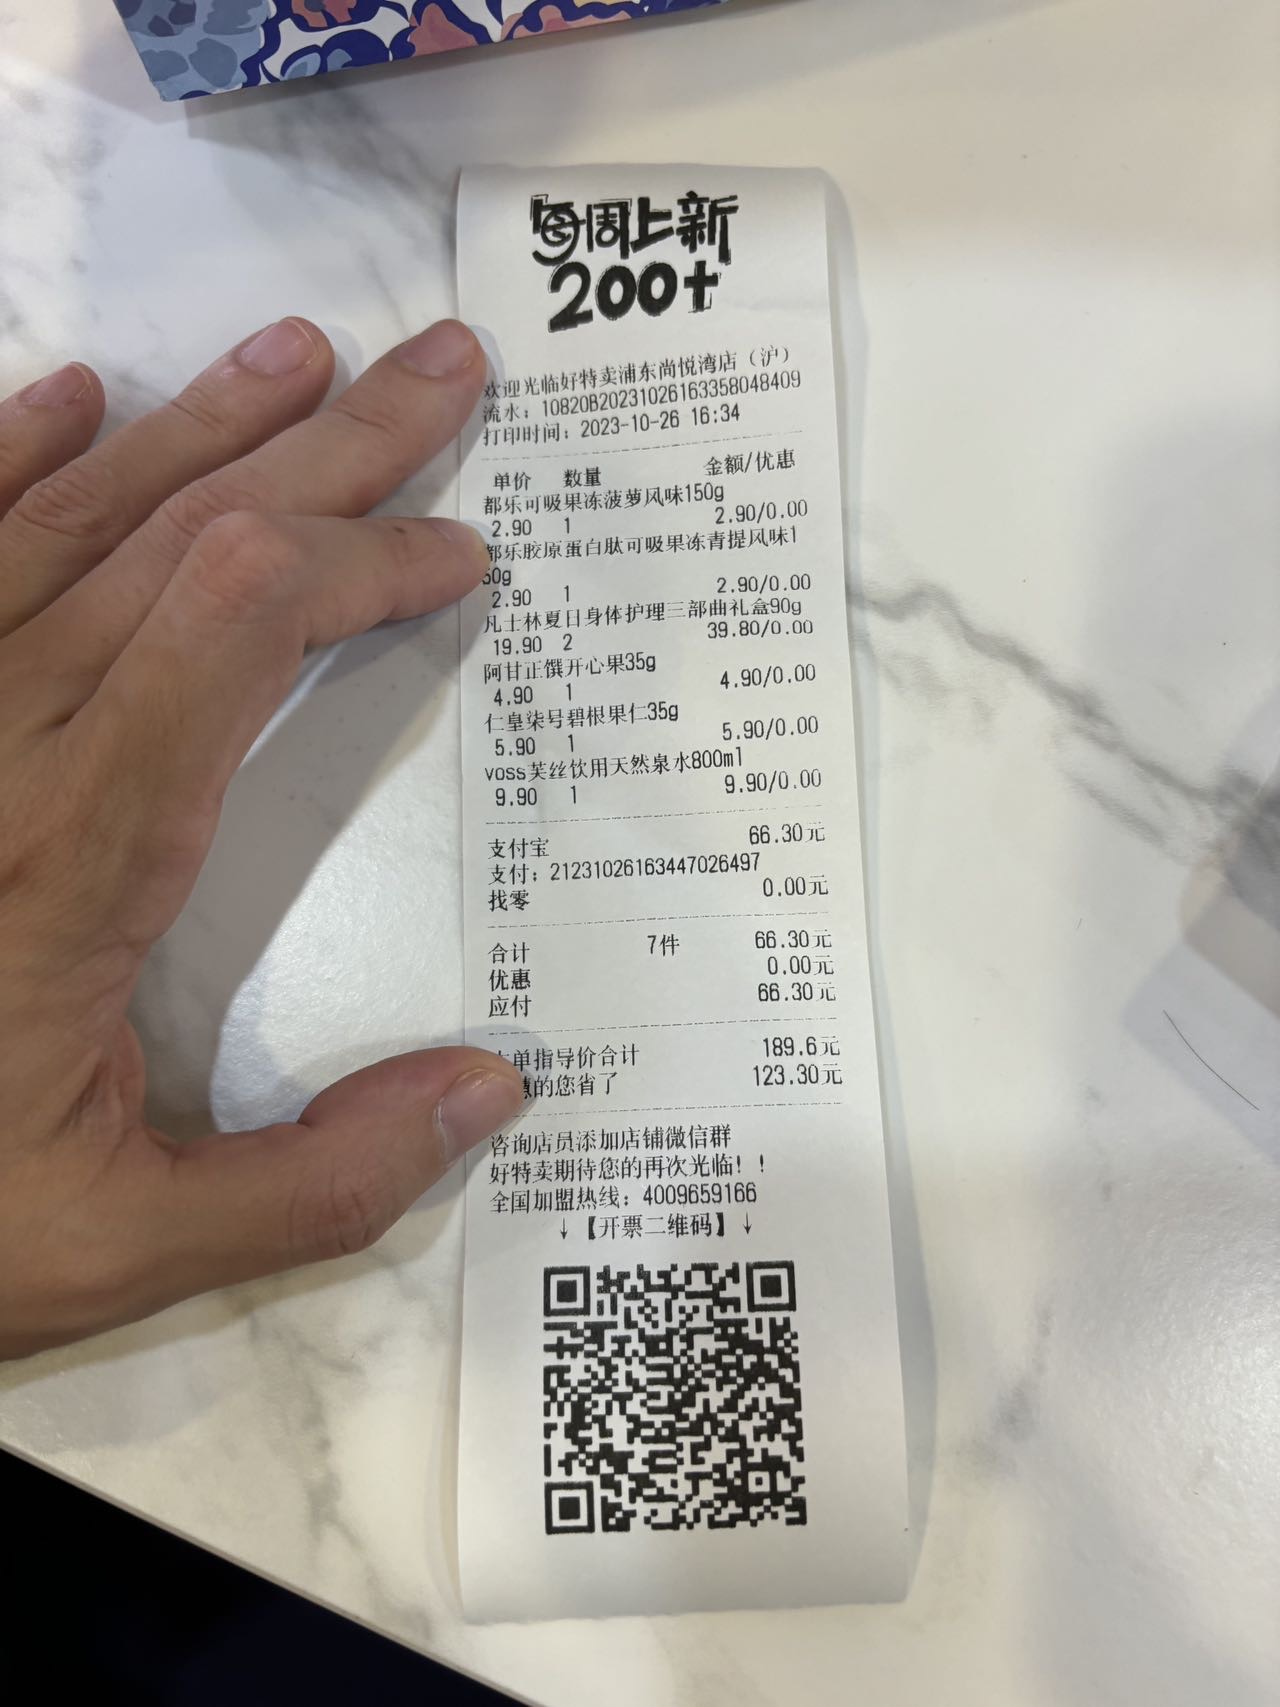 每周上新
200+
欢迎光临好特卖浦东尚悦湾店（沪）
流水：10820B20231026163358048409
打印时间：2023-10-26 16:34
单价 数量 金额/优惠
都乐可吸果冻菠萝风味150g
2.90 1 2.90/0.00
都乐胶原蛋白肽可吸果冻青提风味1
50g
2.90 1 2.90/0.00
凡士林夏日身体护理三部曲礼盒90g
19.90 2 39.80/0.00
阿甘正馔开心果35g
4.90 1 4.90/0.00
仁皇柒号碧根果仁35g
5.90 1 5.90/0.00
voss芙丝饮用天然泉水800ml
9.90 1 9.90/0.00
支付宝 66.30元
支付：21231026163447026497
找零 0.00元
合计 7件 66.30元
优惠 0.00元
应付 66.30元
单指导价合计 189.6元
惠的您省了 123.30元
咨询店员添加店铺微信群
好特卖期待您的再次光临！！
全国加盟热线：4009659166
↓【开票二维码】↓